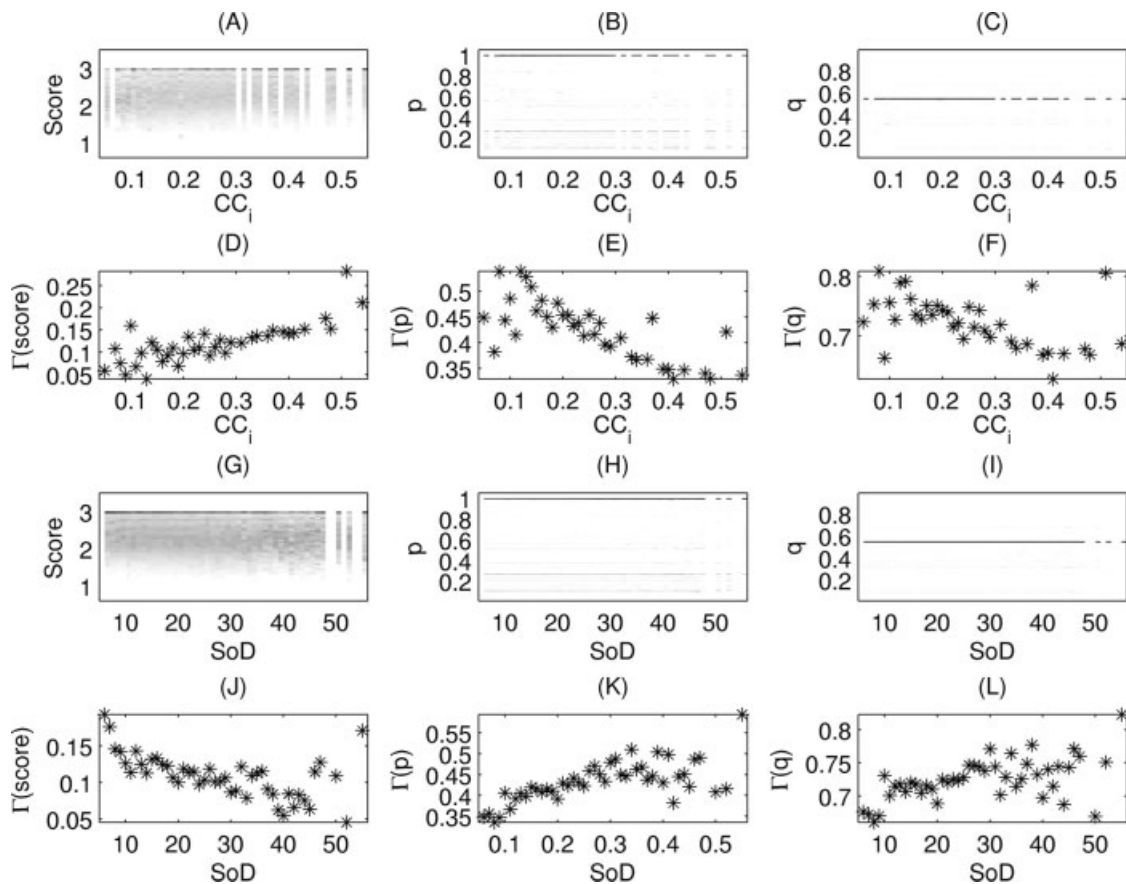 (A) (B) (C)
Score 3 2 1
p 1 0.8 0.6 0.4 0.2
q 0.8 0.6 0.4 0.2
0.1 0.2 0.3 0.4 0.5
0.1 0.2 0.3 0.4 0.5
0.1 0.2 0.3 0.4 0.5
CCi CCi CCi
(D) (E) (F)
Γ(score) 0.25 0.2 0.15 0.1 0.05
Γ(p) 0.5 0.45 0.4 0.35
Γ(q) 0.8 0.7
0.1 0.2 0.3 0.4 0.5
0.1 0.2 0.3 0.4 0.5
0.1 0.2 0.3 0.4 0.5
CCi CCi CCi
(G) (H) (I)
Score 3 2 1
p 1 0.8 0.6 0.4 0.2
q 0.8 0.6 0.4 0.2
10 20 30 40 50
10 20 30 40 50
10 20 30 40 50
SoD SoD SoD
(J) (K) (L)
Γ(score) 0.15 0.1 0.05
Γ(p) 0.55 0.5 0.45 0.4 0.35
Γ(q) 0.8 0.75 0.7
10 20 30 40 50
0.1 0.2 0.3 0.4 0.5
10 20 30 40 50
SoD SoD SoD